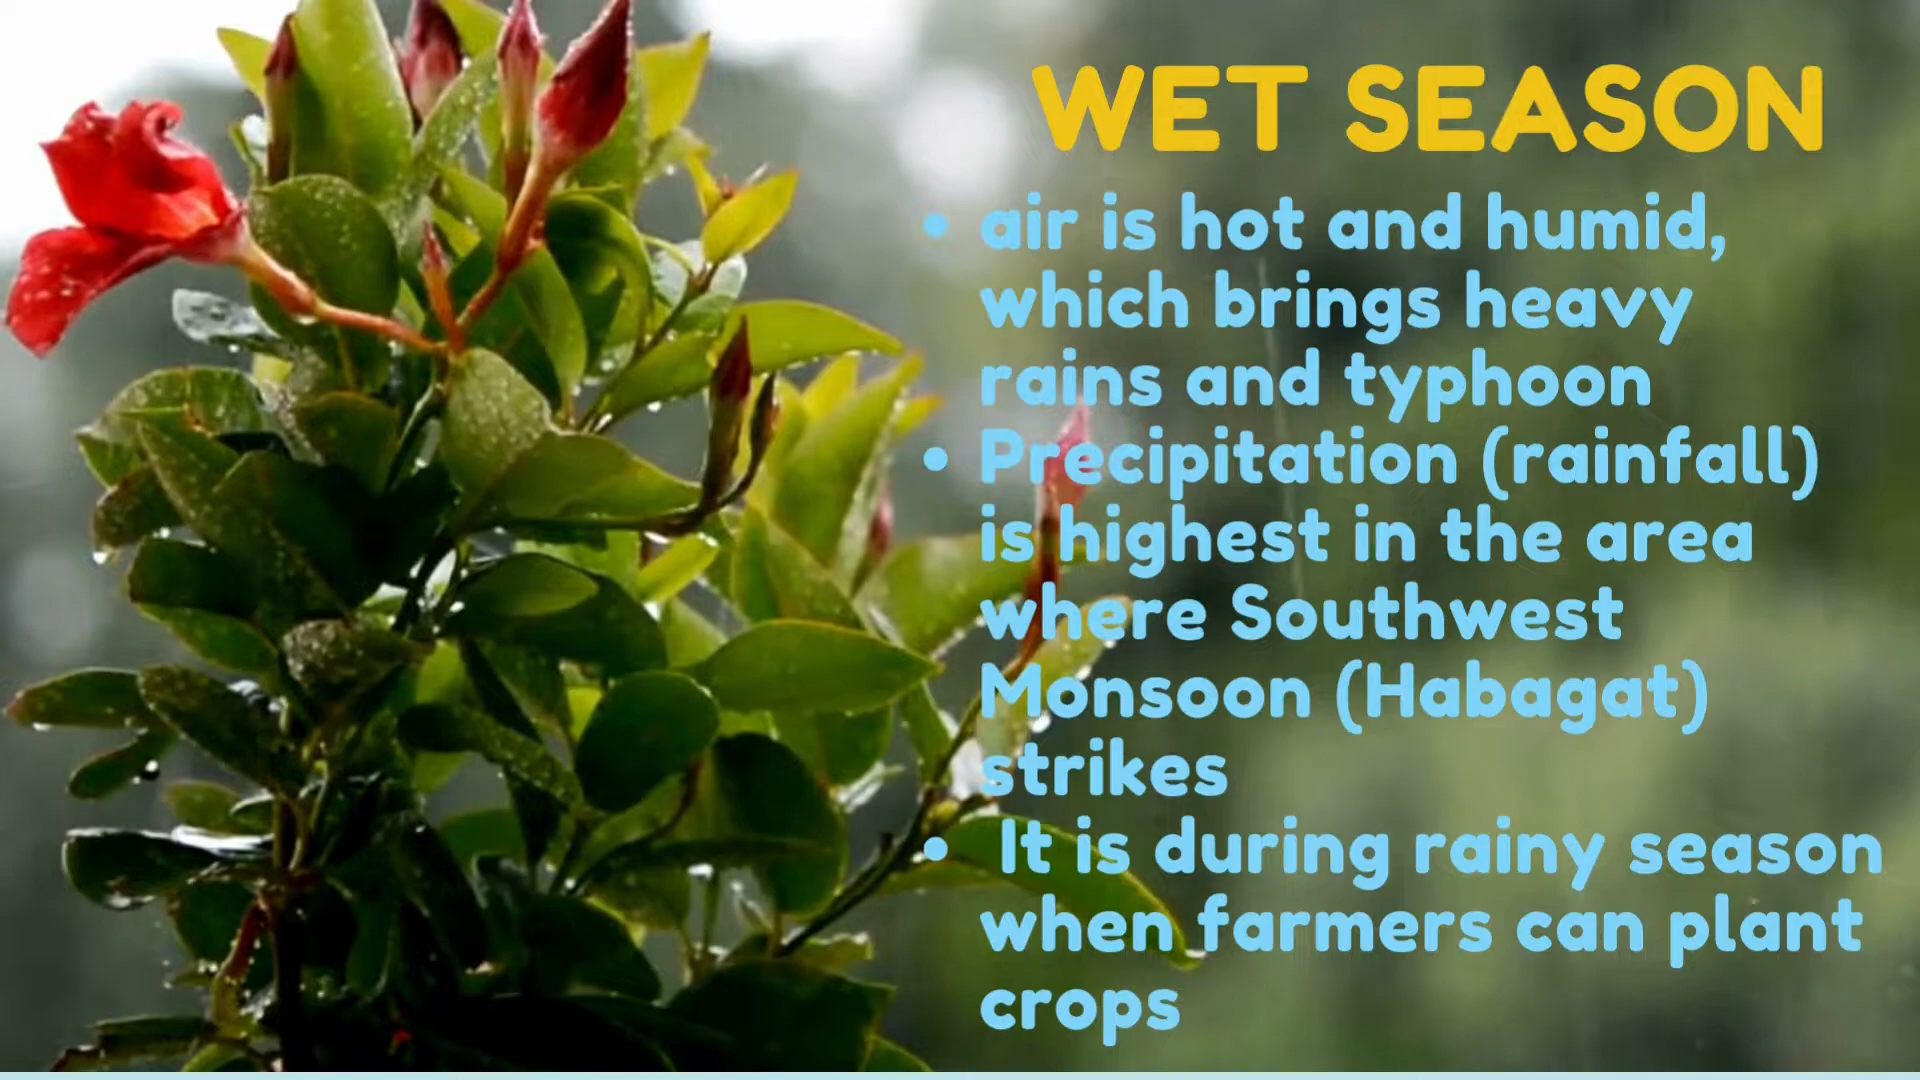 WET SEASON
• air is hot and humid,
which brings heavy
rains and typhoon
• Precipitation (rainfall)
is highest in the area
where Southwest
Monsoon (Habagat)
strikes
• It is during rainy season
when farmers can plant
crops